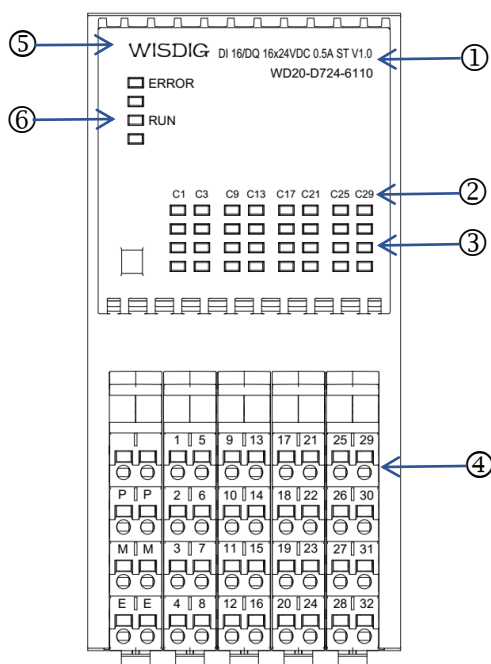 ⑤ WISDIG DI 16/DQ 16x24VDC 0.5A ST V1.0 ①
WD20-D724-6110
ERROR
⑥ RUN
C1 C3 C9 C13 C17 C21 C25 C29 ②
③
1 5 9 13 17 21 25 29 ④
P P 2 6 10 14 18 22 26 30
M M 3 7 11 15 19 23 27 31
E E 4 8 12 16 20 24 28 32